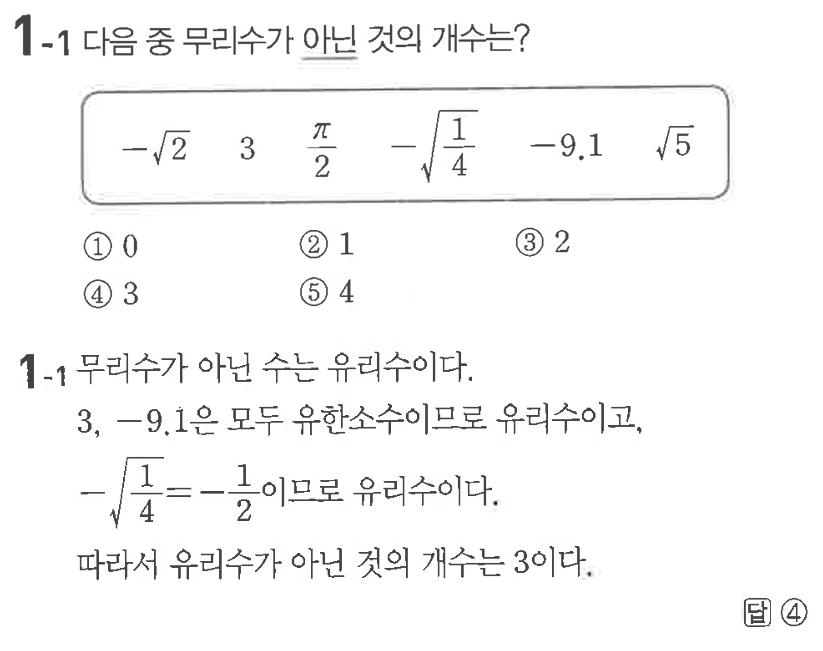 1-1 다음 중 무리수가 아닌 것의 개수는?
-√2  3  π/2  -√(1/4)  -9.1  √5
① 0  ② 1  ③ 2
④ 3  ⑤ 4
1-1 무리수가 아닌 수는 유리수이다.
3, -9.1은 모두 유한소수이므로 유리수이고,
-√(1/4)=-1/2이므로 유리수이다.
따라서 유리수가 아닌 것의 개수는 3이다.
답 ④